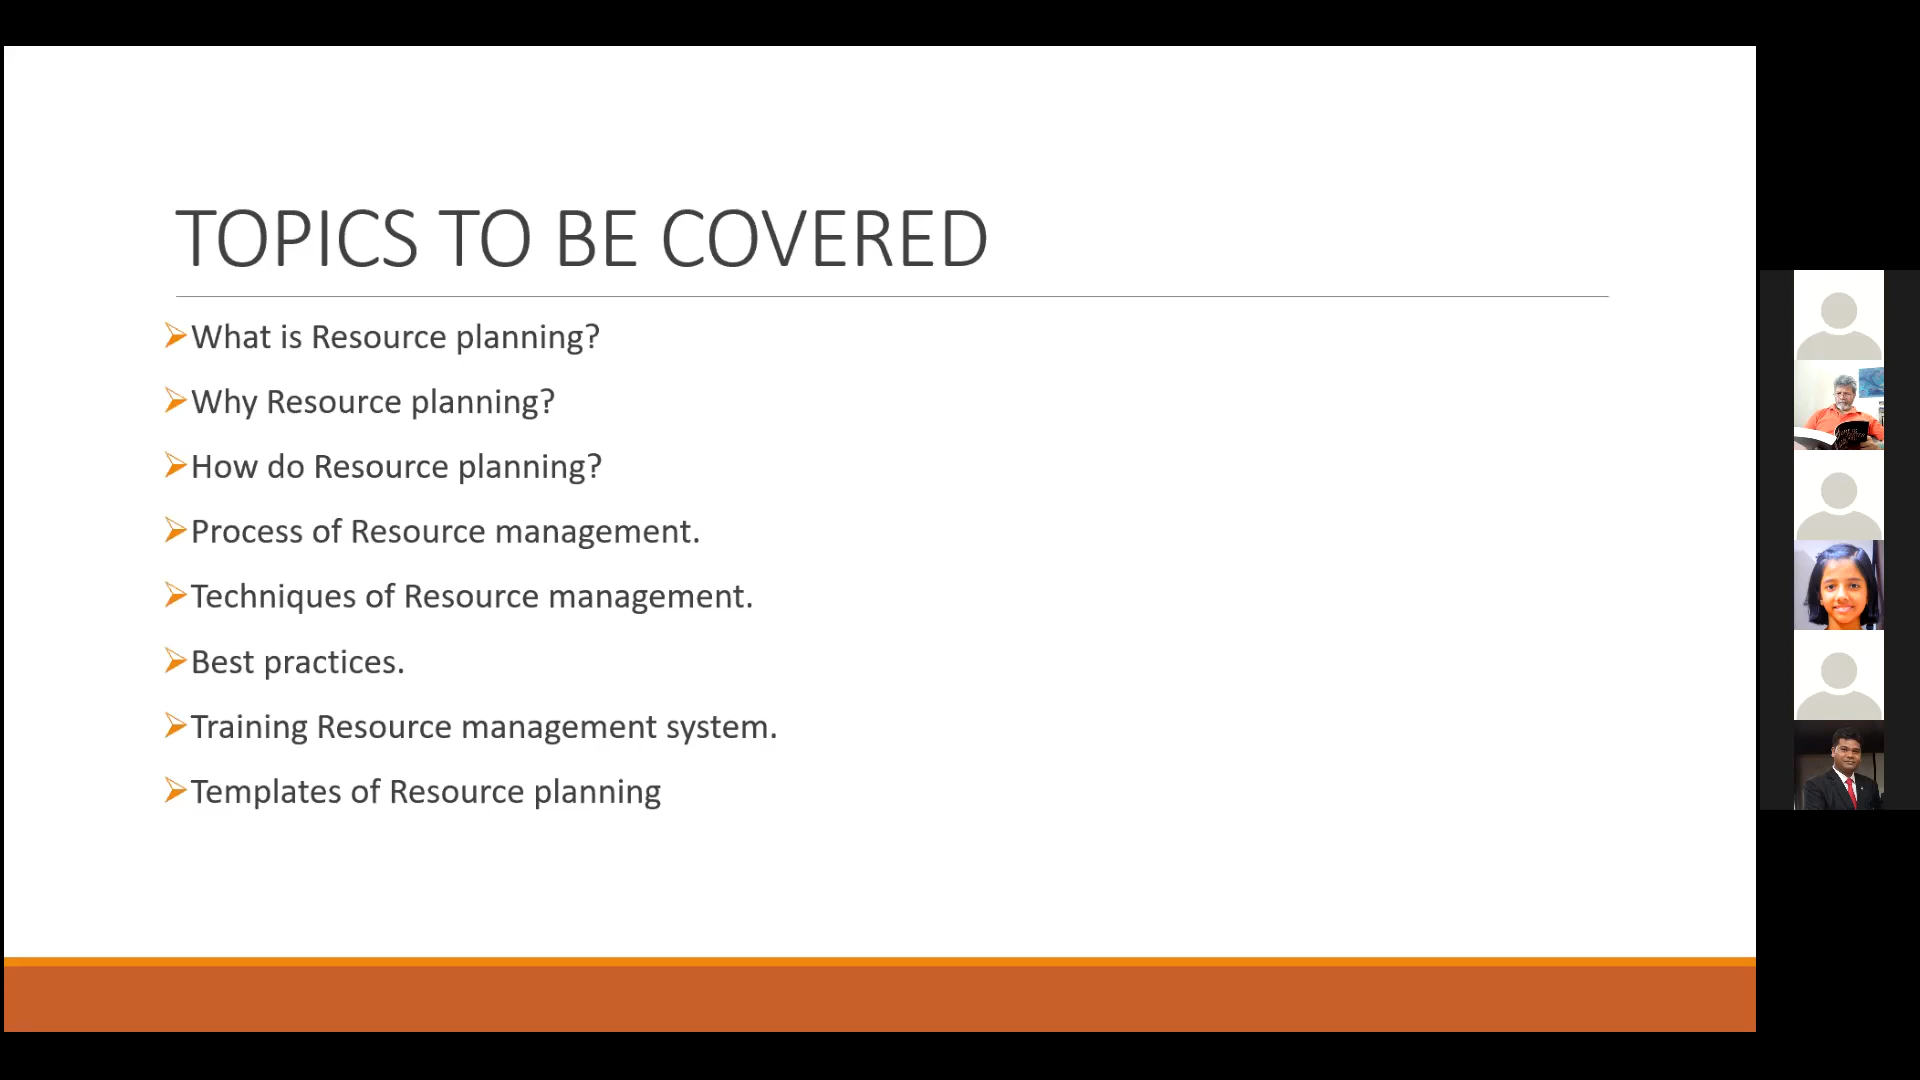 TOPICS TO BE COVERED
What is Resource planning?
Why Resource planning?
How do Resource planning?
Process of Resource management.
Techniques of Resource management.
Best practices.
Training Resource management system.
Templates of Resource planning